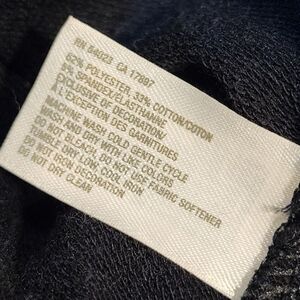 RN 54023 CA 17897
62% POLYESTER, 33% COTTON/COTON
5% SPANDEX/ELASTHANNE
EXCLUSIVE OF DECORATION/
A L'EXCEPTION DES GARNITURES
MACHINE WASH COLD GENTLE CYCLE
WASH AND DRY WITH LIKE COLORS
DO NOT BLEACH, DO NOT USE FABRIC SOFTENER
TUMBLE DRY LOW, COOL IRON
DO NOT IRON DECORATION
DO NOT DRY CLEAN